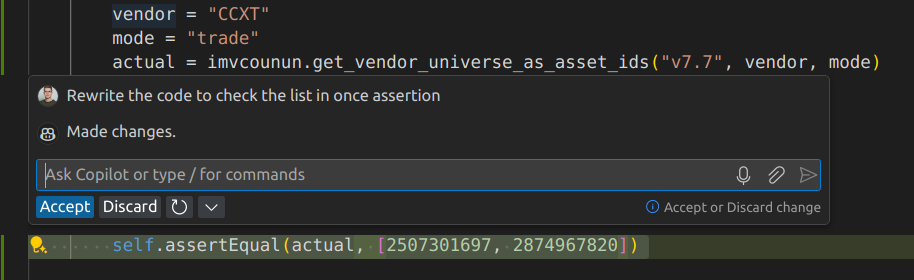 vendor = "CCXT"
mode = "trade"
actual = imvcounun.get_vendor_universe_as_asset_ids("v7.7", vendor, mode)
Rewrite the code to check the list in once assertion
Made changes.
Ask Copilot or type / for commands
Accept Discard Accept or Discard change
self.assertEqual(actual, [2507301697, 2874967820])